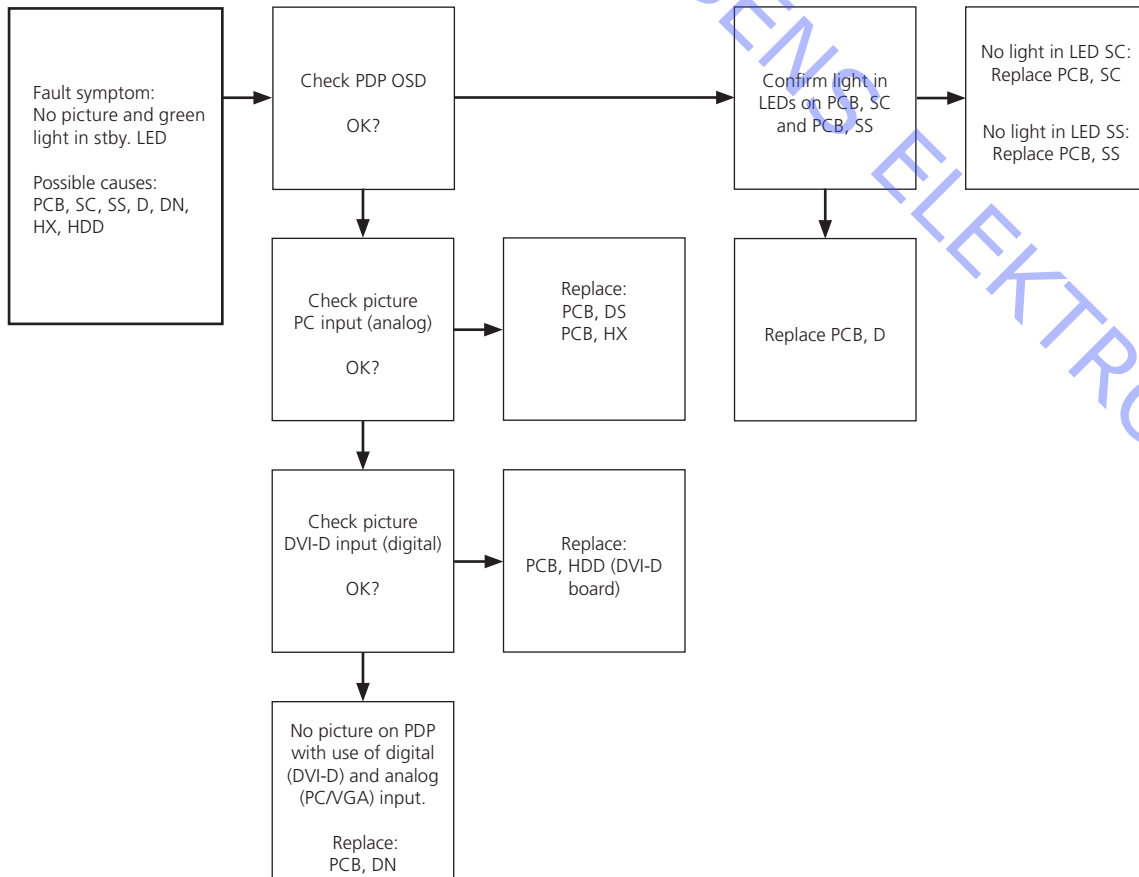 Fault symptom:
No picture and green
light in stby. LED
Possible causes:
PCB, SC, SS, D, DN,
HX, HDD
Check PDP OSD
OK?
Confirm light in
LEDs on PCB, SC
and PCB, SS
No light in LED SC:
Replace PCB, SC
No light in LED SS:
Replace PCB, SS
Check picture
PC input (analog)
OK?
Replace:
PCB, DS
PCB, HX
Replace PCB, D
Check picture
DVI-D input (digital)
OK?
Replace:
PCB, HDD (DVI-D
board)
No picture on PDP
with use of digital
(DVI-D) and analog
(PC/VGA) input.
Replace:
PCB, DN